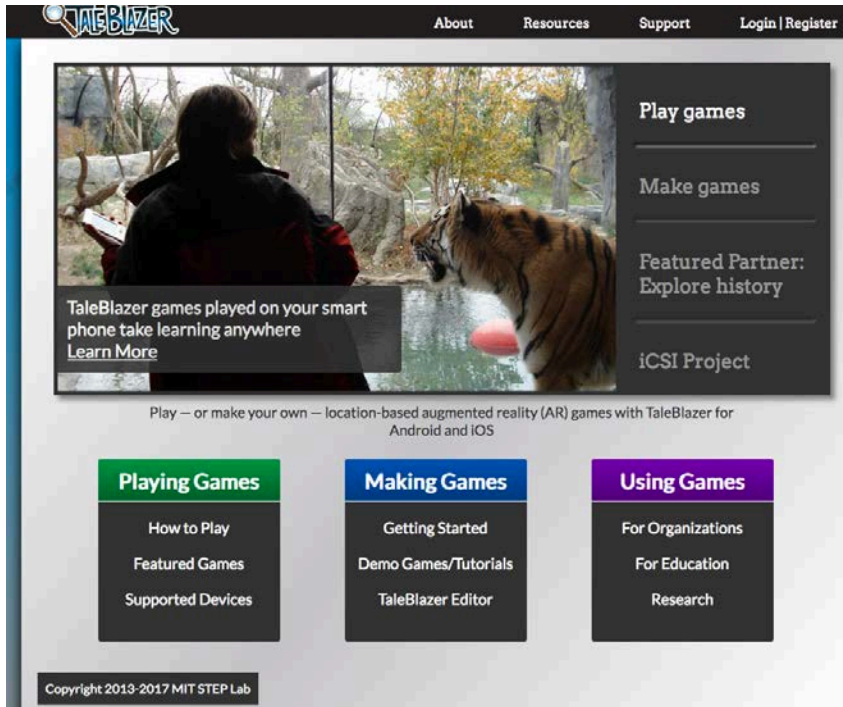 TALEBLAZER
About Resources Support Login | Register
Play games
Make games
Featured Partner:
Explore history
iCSI Project
TaleBlazer games played on your smart
phone take learning anywhere
Learn More
Play — or make your own — location-based augmented reality (AR) games with TaleBlazer for
Android and iOS
Playing Games
How to Play
Featured Games
Supported Devices
Making Games
Getting Started
Demo Games/Tutorials
TaleBlazer Editor
Using Games
For Organizations
For Education
Research
Copyright 2013-2017 MIT STEP Lab